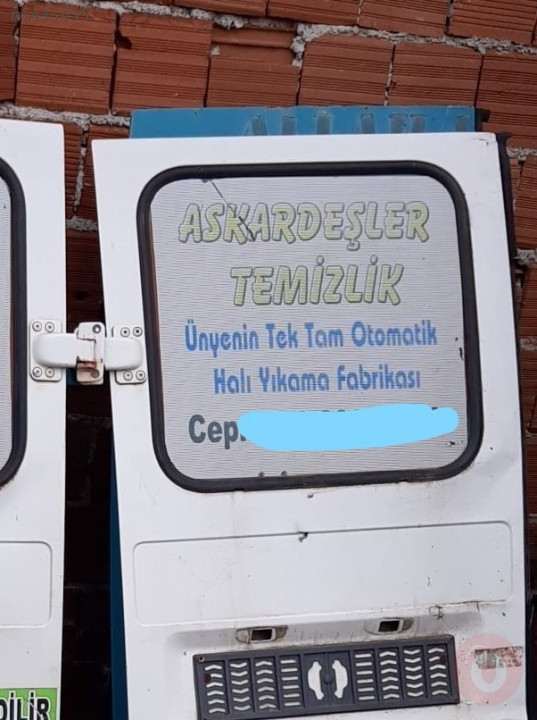 ASKARDEŞLER
TEMİZLİK
Ünyenin Tek Tam Otomatik
Halı Yıkama Fabrikası
Cep
DİLİR